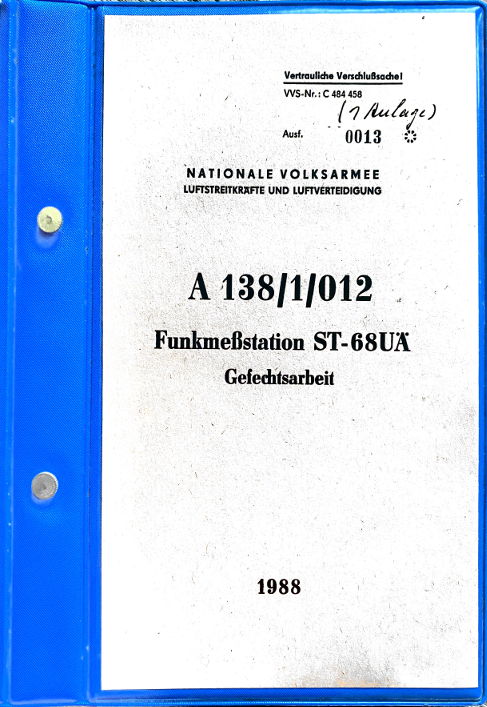 Vertrauliche Verschlußsache!
VVS-Nr.: C 484 458
(1 Anlage)
Ausf. 0013
NATIONALE VOLKSARMEE
LUFTSTREITKRÄFTE UND LUFTVERTEIDIGUNG
A 138/1/012
Funkmeßstation ST-68UÄ
Gefechtsarbeit
1988